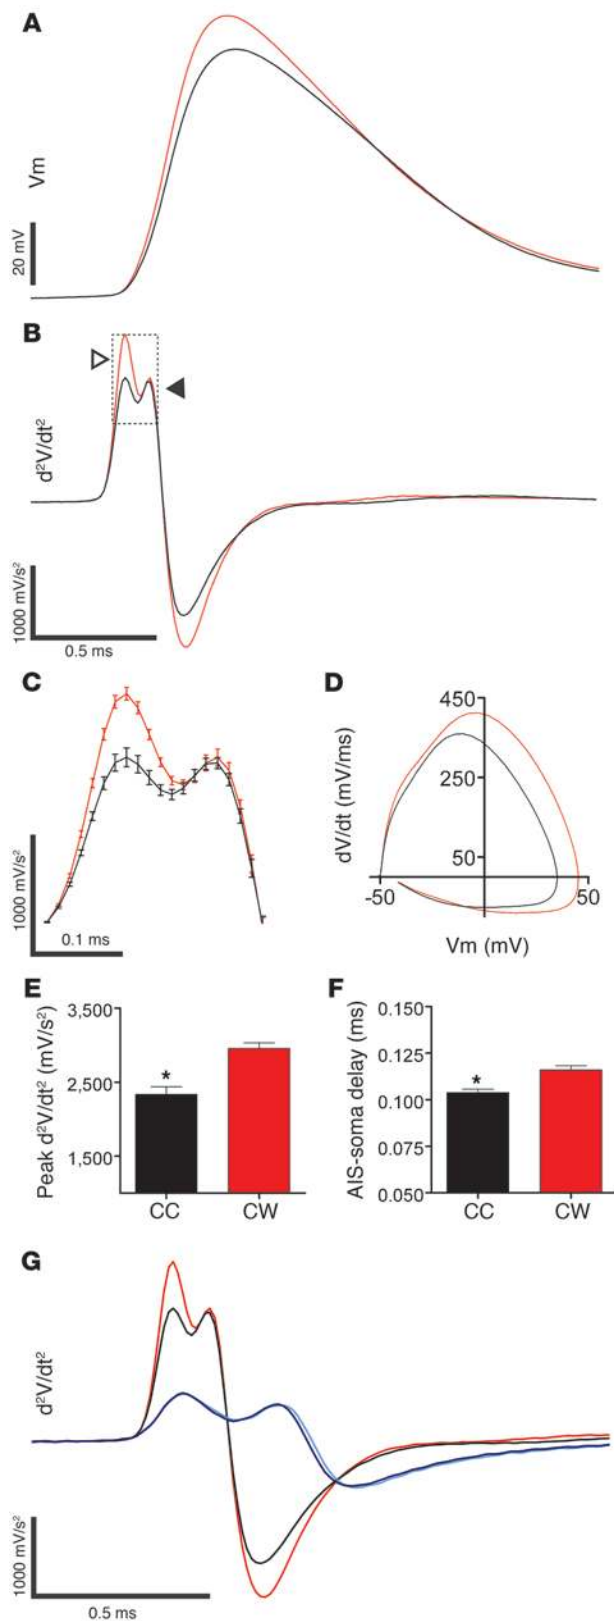 A
Vm
20 mV
B
d²V/dt²
1000 mV/s²
0.5 ms
C
1000 mV/s²
0.1 ms
D
dV/dt (mV/ms)
450
250
50
-50
50
Vm (mV)
E
Peak d²V/dt² (mV/s²)
3,500
2,500
1,500
*
CC
CW
F
AIS-soma delay (ms)
0.150
0.125
0.100
0.075
0.050
*
CC
CW
G
d²V/dt²
1000 mV/s²
0.5 ms